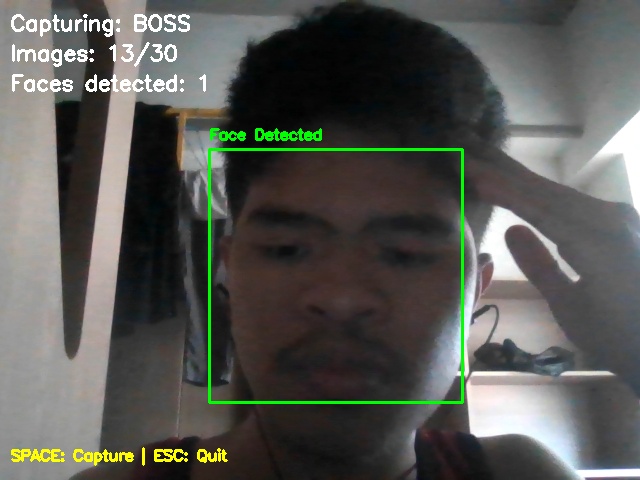 Capturing: BOSS
Images: 13/30
Faces detected: 1
Face Detected
SPACE: Capture | ESC: Quit